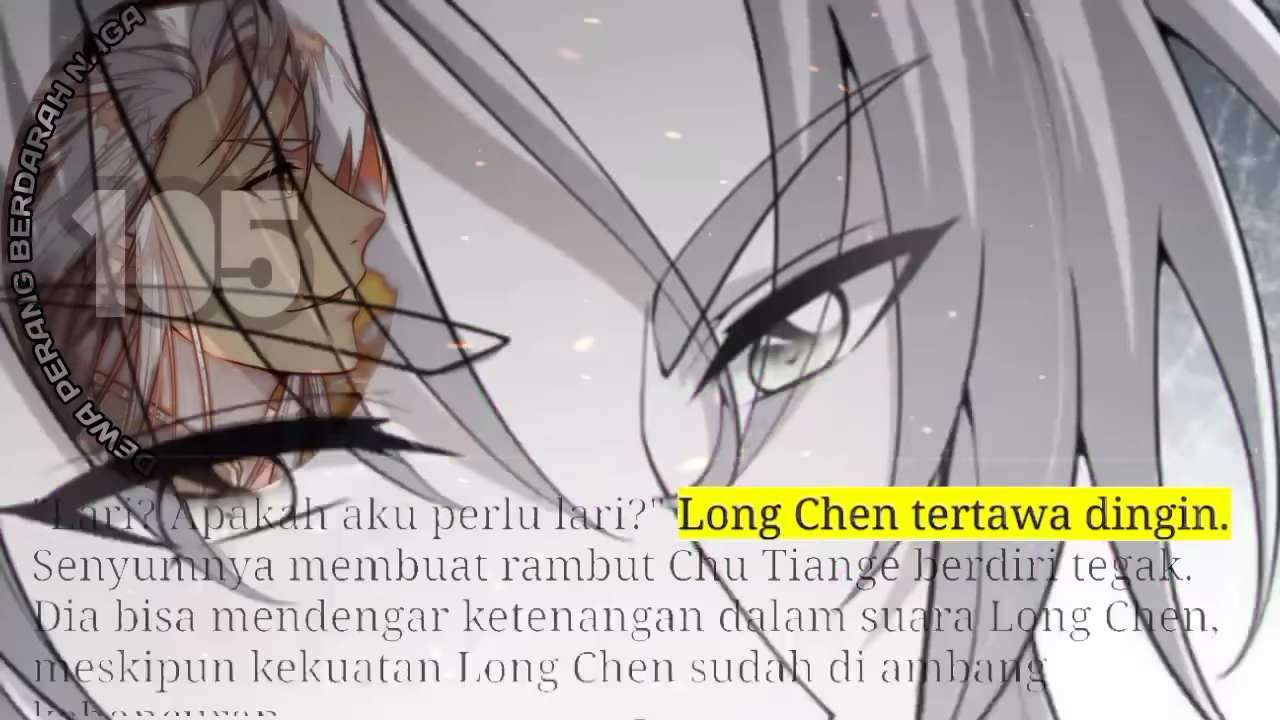 DEWA PERANG BERDARAH NAGA
105
"Lari? Apakah aku perlu lari?" Long Chen tertawa dingin.
Senyumnya membuat rambut Chu Tiange berdiri tegak.
Dia bisa mendengar ketenangan dalam suara Long Chen,
meskipun kekuatan Long Chen sudah di ambang